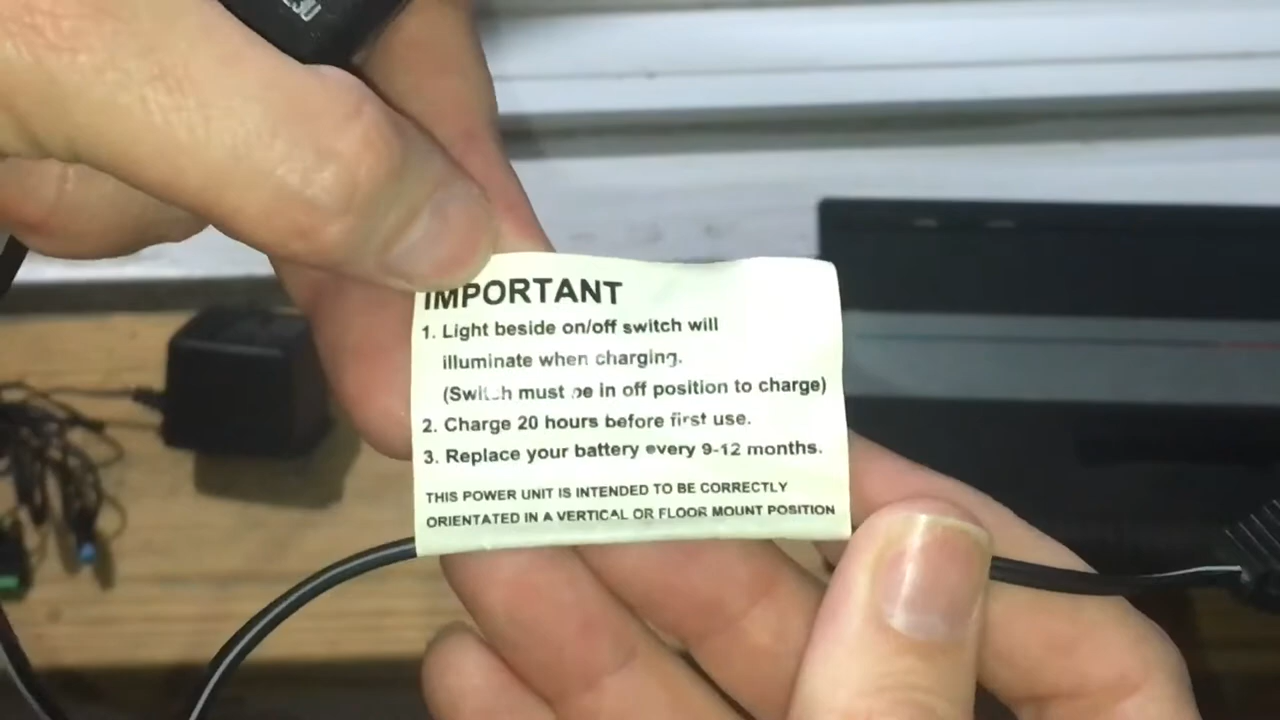 IMPORTANT
1. Light beside on/off switch will
illuminate when charging.
(Switch must be in off position to charge)
2. Charge 20 hours before first use.
3. Replace your battery every 9-12 months.
THIS POWER UNIT IS INTENDED TO BE CORRECTLY
ORIENTATED IN A VERTICAL OR FLOOR MOUNT POSITION